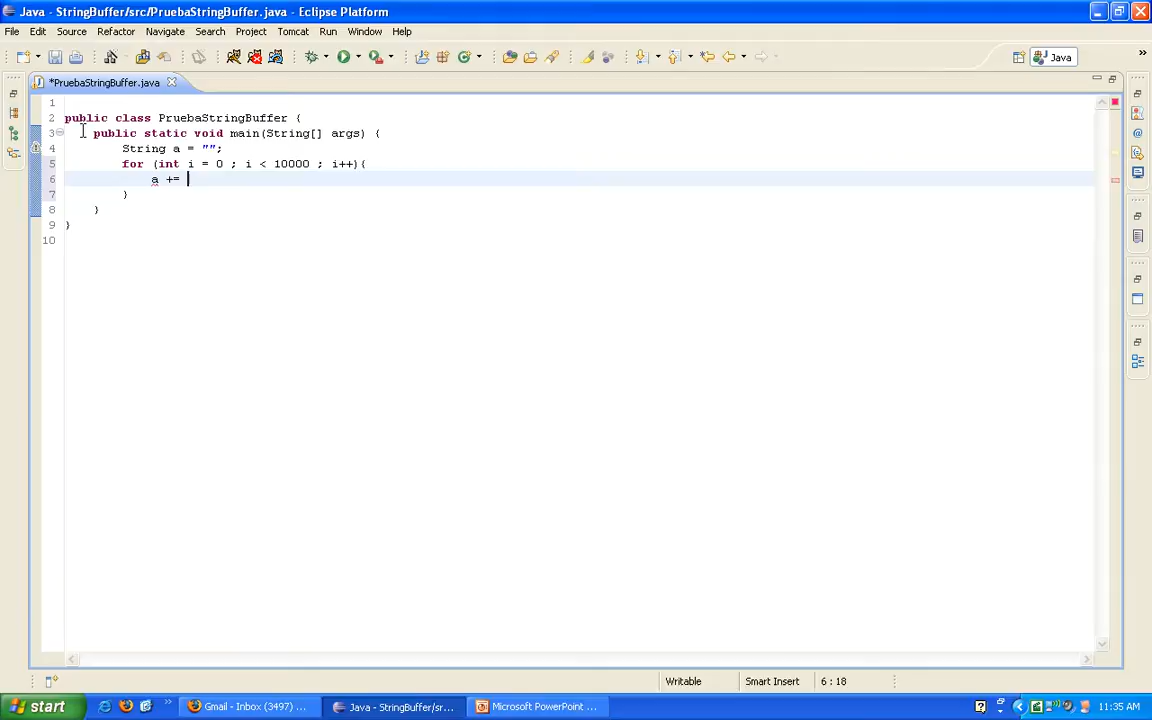 Java - StringBuffer/src/PruebaStringBuffer.java - Eclipse Platform
File Edit Source Refactor Navigate Search Project Tomcat Run Window Help
Java
*PruebaStringBuffer.java
1
2 public class PruebaStringBuffer {
3 public static void main(String[] args) {
4 String a = "";
5 for (int i = 0 ; i < 10000 ; i++){
6 a +=
7 }
8 }
9 }
10
Writable Smart Insert 6 : 18
start Gmail - Inbox (3497) ... Java - StringBuffer/sr... Microsoft PowerPoint ... 11:35 AM